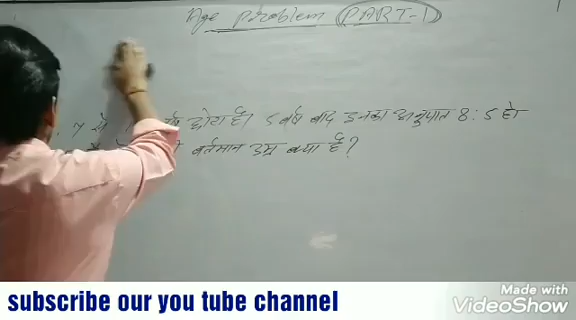 Age Problem PART-1
y से वर्ष छोटा है। 5 वर्ष बाद इनका अनुपात 8:5 हो
वर्तमान उम्र क्या है?
Made with
VideoShow
subscribe our you tube channel